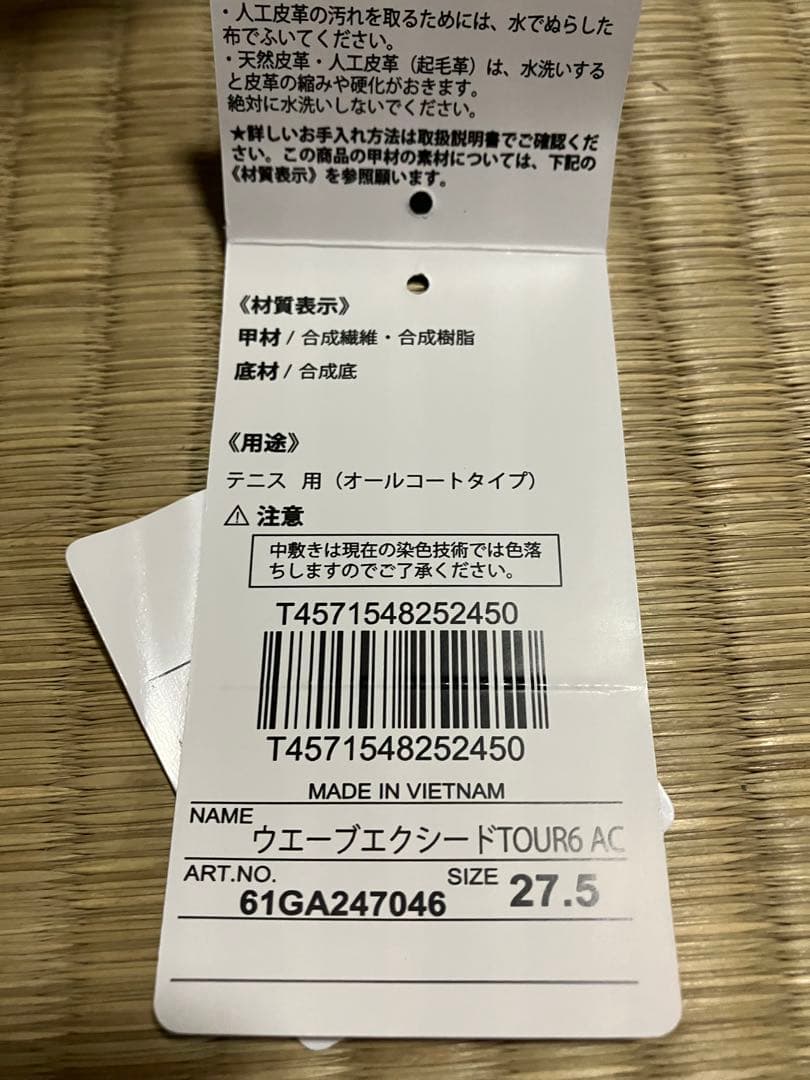 ・人工皮革の汚れを取るためには、水でぬらした
布でふいてください。
・天然皮革・人工皮革（起毛革）は、水洗いする
と皮革の縮みや硬化がおきます。
絶対に水洗いしないでください。
★詳しいお手入れ方法は取扱説明書でご確認くだ
さい。この商品の甲材の素材については、下記の
《材質表示》を参照願います。
《材質表示》
甲材 / 合成繊維・合成樹脂
底材 / 合成底
《用途》
テニス 用（オールコートタイプ）
⚠ 注意
中敷きは現在の染色技術では色落
ちしますのでご了承ください。
T4571548252450
T4571548252450
MADE IN VIETNAM
NAME
ウエーブエクシードTOUR6 AC
ART.NO.
61GA247046
SIZE 27.5